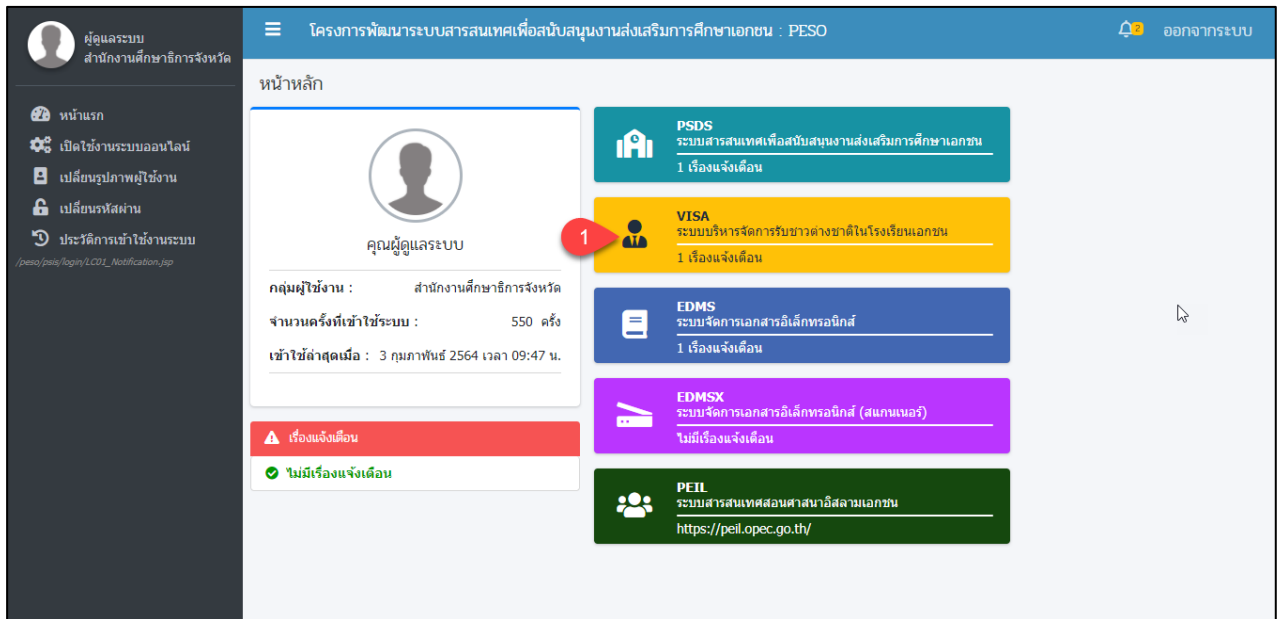 ผู้ดูแลระบบ
สำนักงานศึกษาธิการจังหวัด
หน้าแรก
เปิดใช้งานระบบออนไลน์
เปลี่ยนรูปภาพผู้ใช้งาน
เปลี่ยนรหัสผ่าน
ประวัติการเข้าใช้งานระบบ
/peso/psis/login/LC01_Notification.jsp
โครงการพัฒนาระบบสารสนเทศเพื่อสนับสนุนงานส่งเสริมการศึกษาเอกชน : PESO
2
ออกจากระบบ
หน้าหลัก
คุณผู้ดูแลระบบ
กลุ่มผู้ใช้งาน : สำนักงานศึกษาธิการจังหวัด
จำนวนครั้งที่เข้าใช้ระบบ : 550 ครั้ง
เข้าใช้ล่าสุดเมื่อ : 3 กุมภาพันธ์ 2564 เวลา 09:47 น.
เรื่องแจ้งเตือน
ไม่มีเรื่องแจ้งเตือน
PSDS
ระบบสารสนเทศเพื่อสนับสนุนงานส่งเสริมการศึกษาเอกชน
1 เรื่องแจ้งเตือน
1
VISA
ระบบบริหารจัดการรับชาวต่างชาติในโรงเรียนเอกชน
1 เรื่องแจ้งเตือน
EDMS
ระบบจัดการเอกสารอิเล็กทรอนิกส์
1 เรื่องแจ้งเตือน
EDMSX
ระบบจัดการเอกสารอิเล็กทรอนิกส์ (สแกนเนอร์)
ไม่มีเรื่องแจ้งเตือน
PEIL
ระบบสารสนเทศสอนศาสนาอิสลามเอกชน
https://peil.opec.go.th/